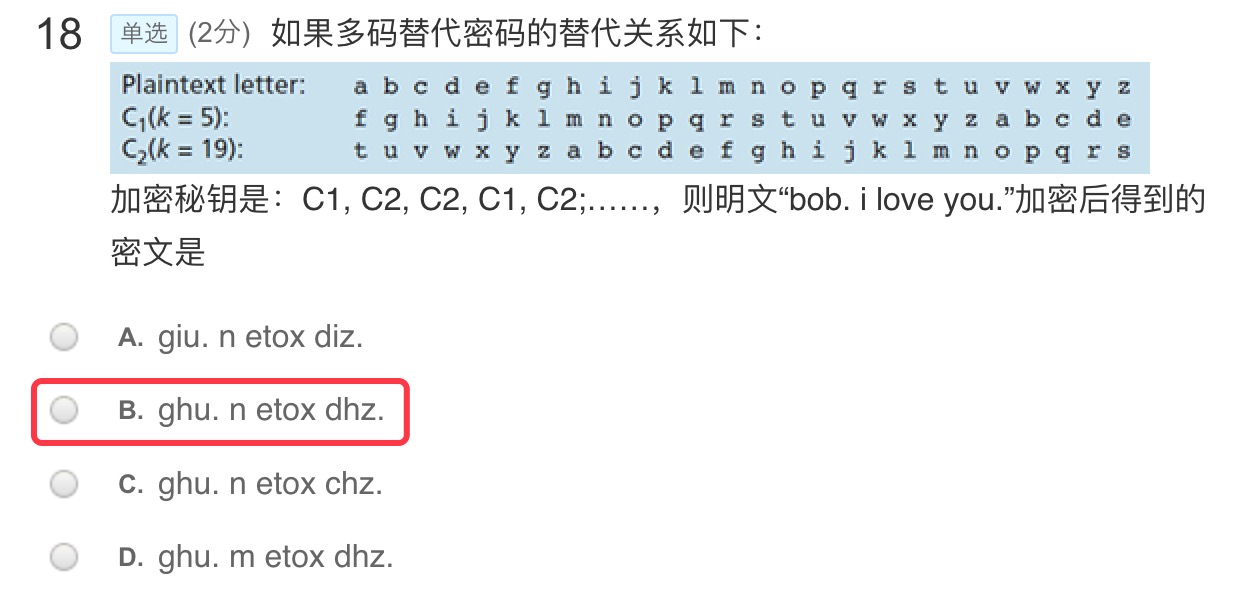 18 单选 (2分) 如果多码替代密码的替代关系如下：
Plaintext letter: a b c d e f g h i j k l m n o p q r s t u v w x y z
C₁(k = 5): f g h i j k l m n o p q r s t u v w x y z a b c d e
C₂(k = 19): t u v w x y z a b c d e f g h i j k l m n o p q r s
加密秘钥是：C1, C2, C2, C1, C2;……，则明文“bob. i love you.”加密后得到的
密文是
A. giu. n etox diz.
B. ghu. n etox dhz.
C. ghu. n etox chz.
D. ghu. m etox dhz.